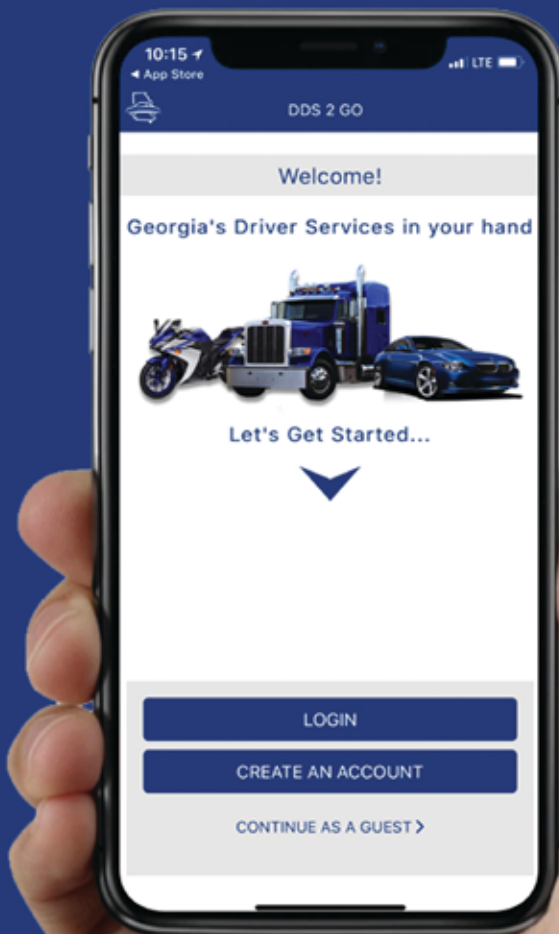 10:15
LTE
◀ App Store
DDS 2 GO
Welcome!
Georgia's Driver Services in your hand
Let's Get Started...
LOGIN
CREATE AN ACCOUNT
CONTINUE AS A GUEST >